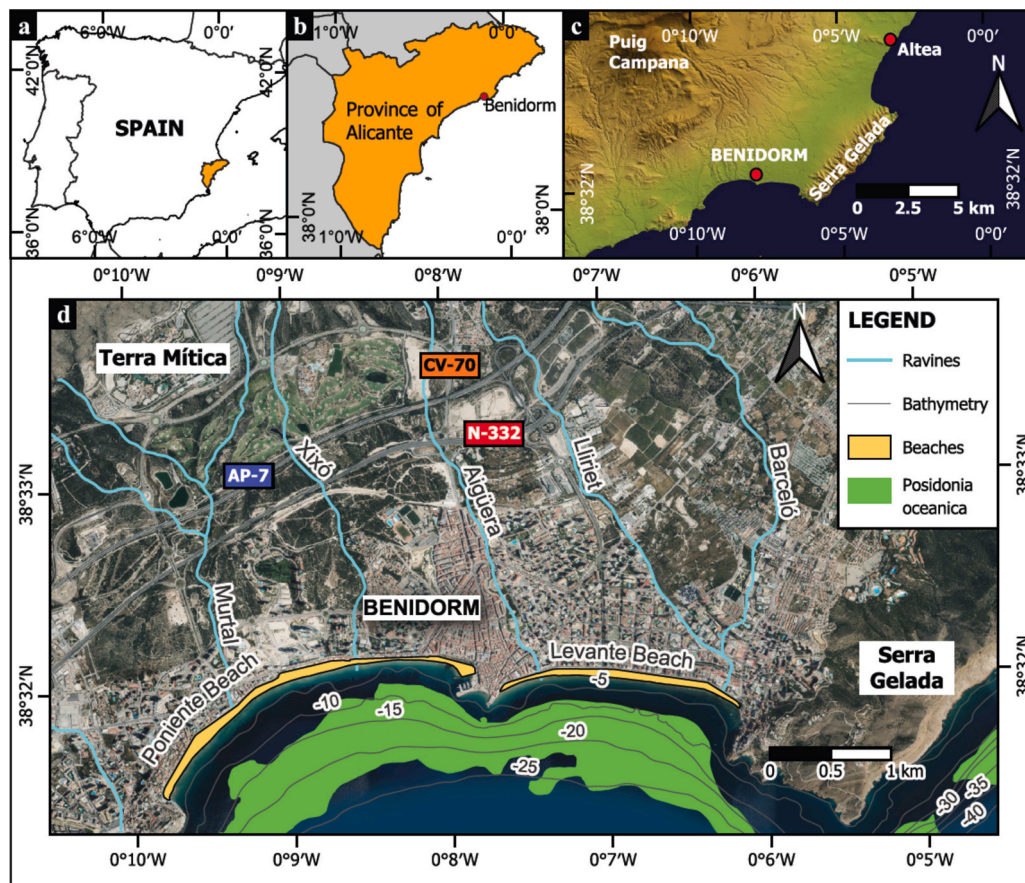 a
6°0'W
0°0'
42°0'N
42°0'N
SPAIN
36°0'N
36°0'N
6°0'W
0°0'
b
1°0'W
0°0'
Province of
Alicante
Benidorm
38°0'N
38°0'N
1°0'W
0°0'
c
0°10'W
0°5'W
0°0'
Puig
Campana
Altea
N
BENIDORM
Serra Gelada
38°32'N
38°32'N
0
2.5
5 km
0°10'W
0°5'W
0°0'
0°10'W
0°9'W
0°8'W
0°7'W
0°6'W
0°5'W
d
Terra Mítica
CV-70
N-332
AP-7
Xixó
Aigüera
Lliriet
Barceló
Murtal
N
LEGEND
Ravines
Bathymetry
Beaches
Posidonia
oceanica
38°33'N
38°33'N
BENIDORM
Poniente Beach
Levante Beach
Serra
Gelada
38°32'N
38°32'N
-5
-10
-15
-20
-25
-30
-35
-40
0
0.5
1 km
0°10'W
0°9'W
0°8'W
0°7'W
0°6'W
0°5'W